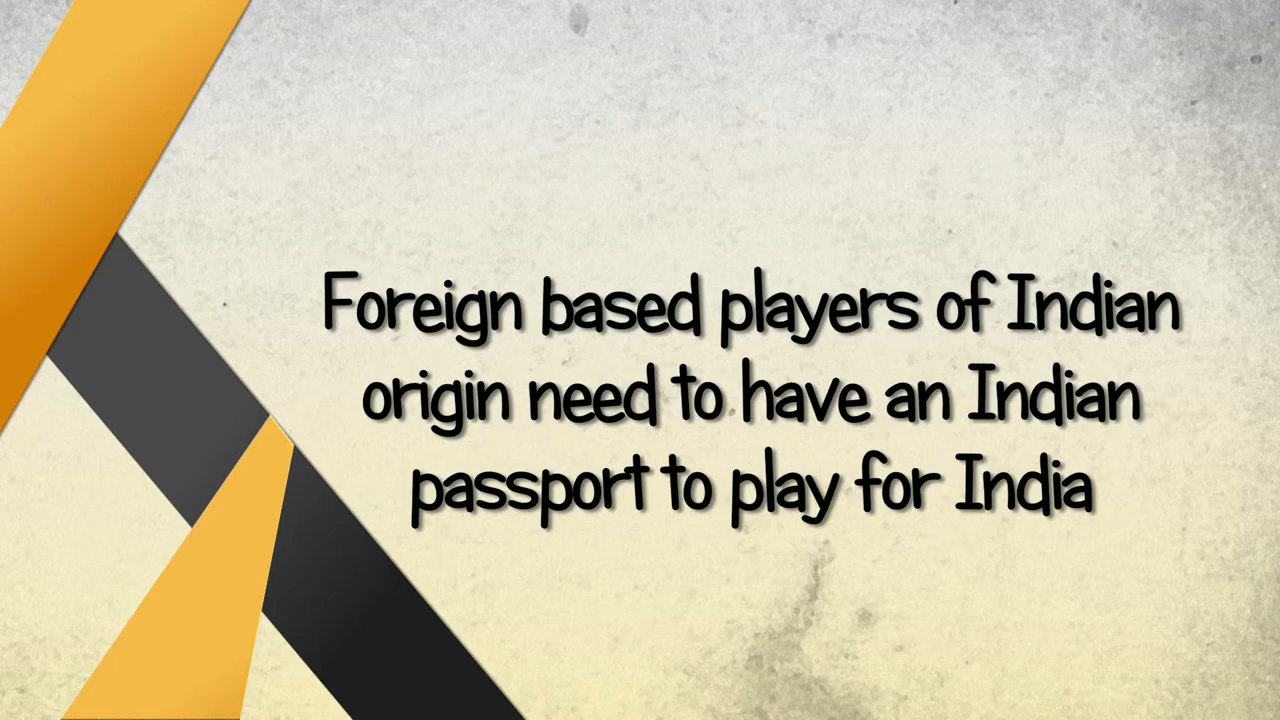 Foreign based players of Indian
origin need to have an Indian
passport to play for India